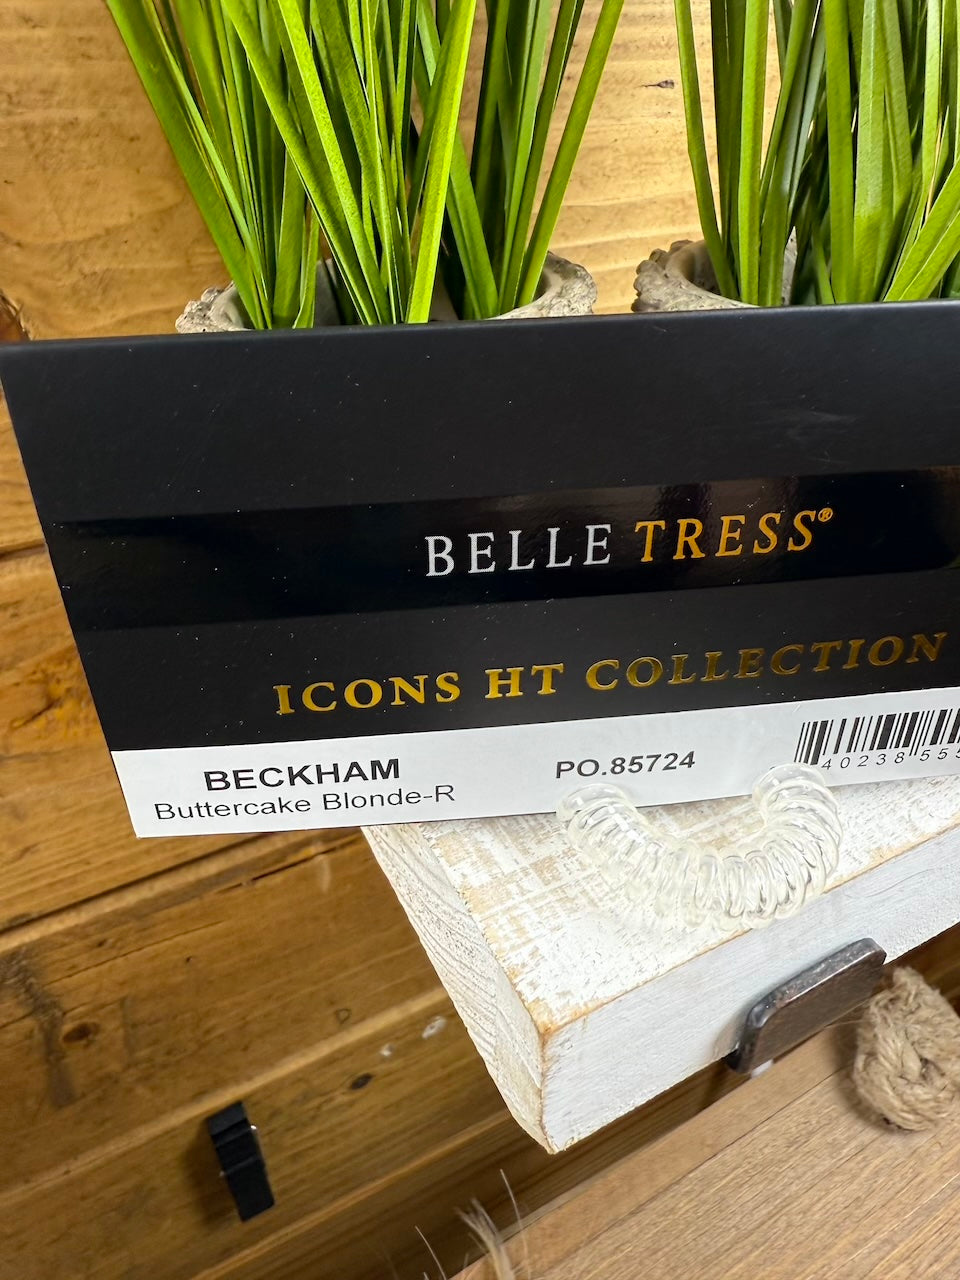 BELLE TRESS®
ICONS HT COLLECTION
BECKHAM
Buttercake Blonde-R
PO.85724